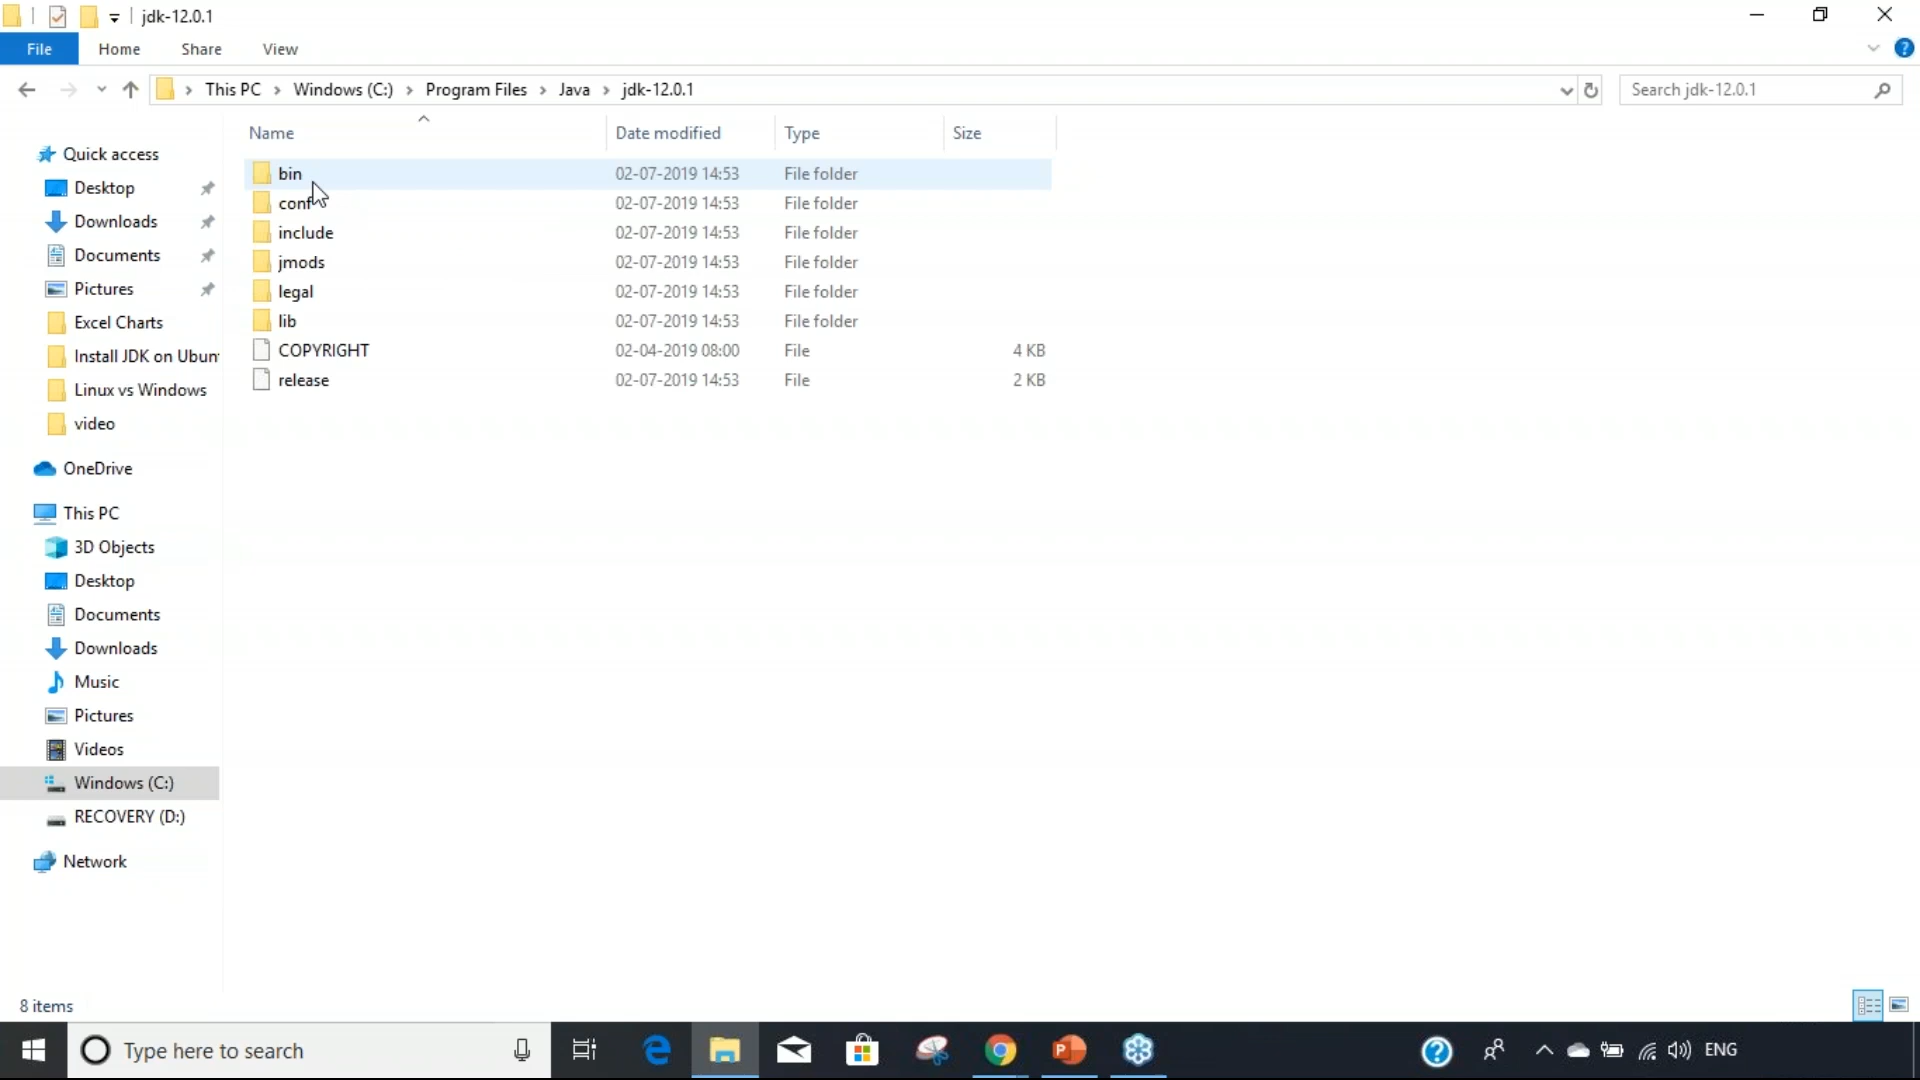 jdk-12.0.1
File Home Share View
This PC Windows (C:) Program Files Java jdk-12.0.1
Search jdk-12.0.1
Name Date modified Type Size
Quick access
Desktop
Downloads
Documents
Pictures
Excel Charts
Install JDK on Ubun
Linux vs Windows
video
OneDrive
This PC
3D Objects
Desktop
Documents
Downloads
Music
Pictures
Videos
Windows (C:)
RECOVERY (D:)
Network
bin 02-07-2019 14:53 File folder
conf 02-07-2019 14:53 File folder
include 02-07-2019 14:53 File folder
jmods 02-07-2019 14:53 File folder
legal 02-07-2019 14:53 File folder
lib 02-07-2019 14:53 File folder
COPYRIGHT 02-04-2019 08:00 File 4 KB
release 02-07-2019 14:53 File 2 KB
8 items
Type here to search
ENG